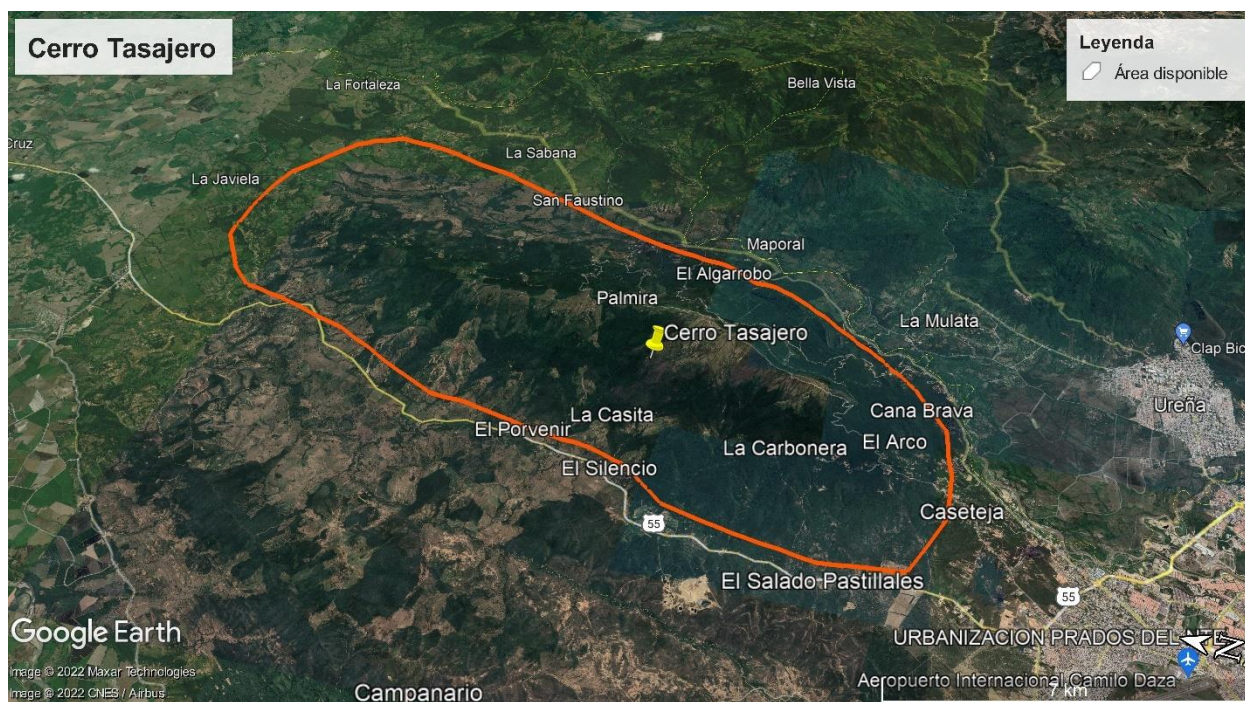 Cerro Tasajero
Leyenda
Área disponible
La Fortaleza
Bella Vista
Cruz
La Sabana
La Javiela
San Faustino
Maporal
El Algarrobo
Palmira
La Mulata
Cerro Tasajero
Clap Bic
Ureña
La Casita
Cana Brava
El Porvenir
El Arco
La Carbonera
El Silencio
Caseteja
55
El Salado Pastillales
55
Google Earth
URBANIZACION PRADOS DEL NTE
N
Image © 2022 Maxar Technologies
Aeropuerto Internacional Camilo Daza
Image © 2022 CNES / Airbus
Campanario
7 km